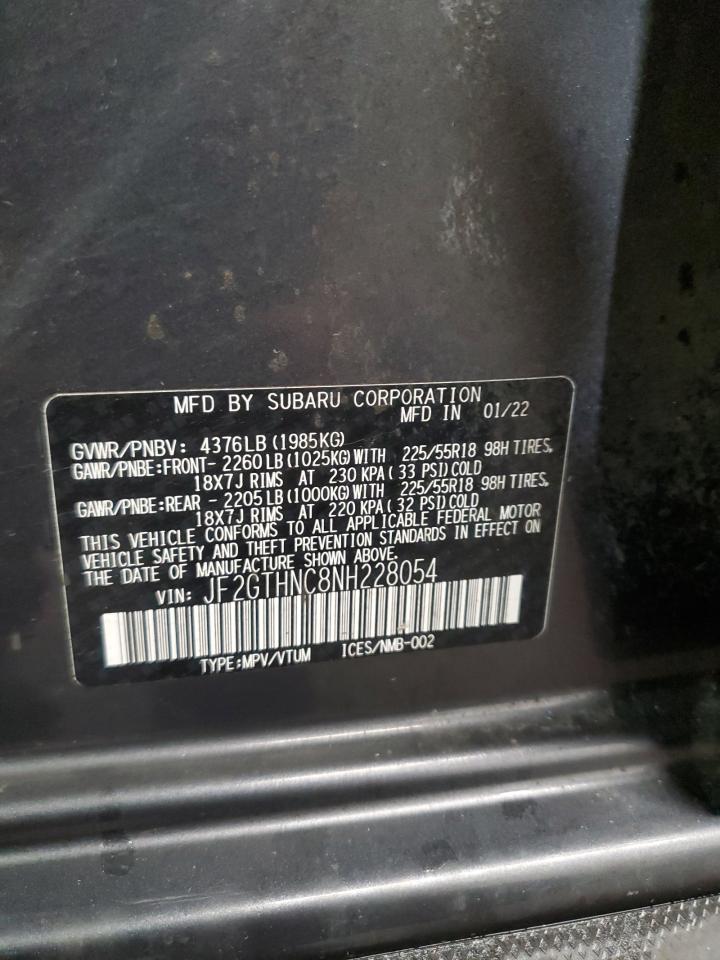 MFD BY SUBARU CORPORATION
MFD IN 01/22
GVWR/PNBV: 4376LB (1985KG)
GAWR/PNBE:FRONT- 2260LB(1025KG)WITH 225/55R18 98H TIRES,
18X7J RIMS AT 230 KPA ( 33 PSI)COLD
GAWR/PNBE:REAR - 2205LB(1000KG)WITH 225/55R18 98H TIRES,
18X7J RIMS AT 220 KPA ( 32 PSI)COLD
THIS VEHICLE CONFORMS TO ALL APPLICABLE FEDERAL MOTOR
VEHICLE SAFETY AND THEFT PREVENTION STANDARDS IN EFFECT ON
THE DATE OF MANUFACTURE SHOWN ABOVE.
VIN: JF2GTHNC8NH228054
TYPE:MPV/VTUM ICES/NMB-002